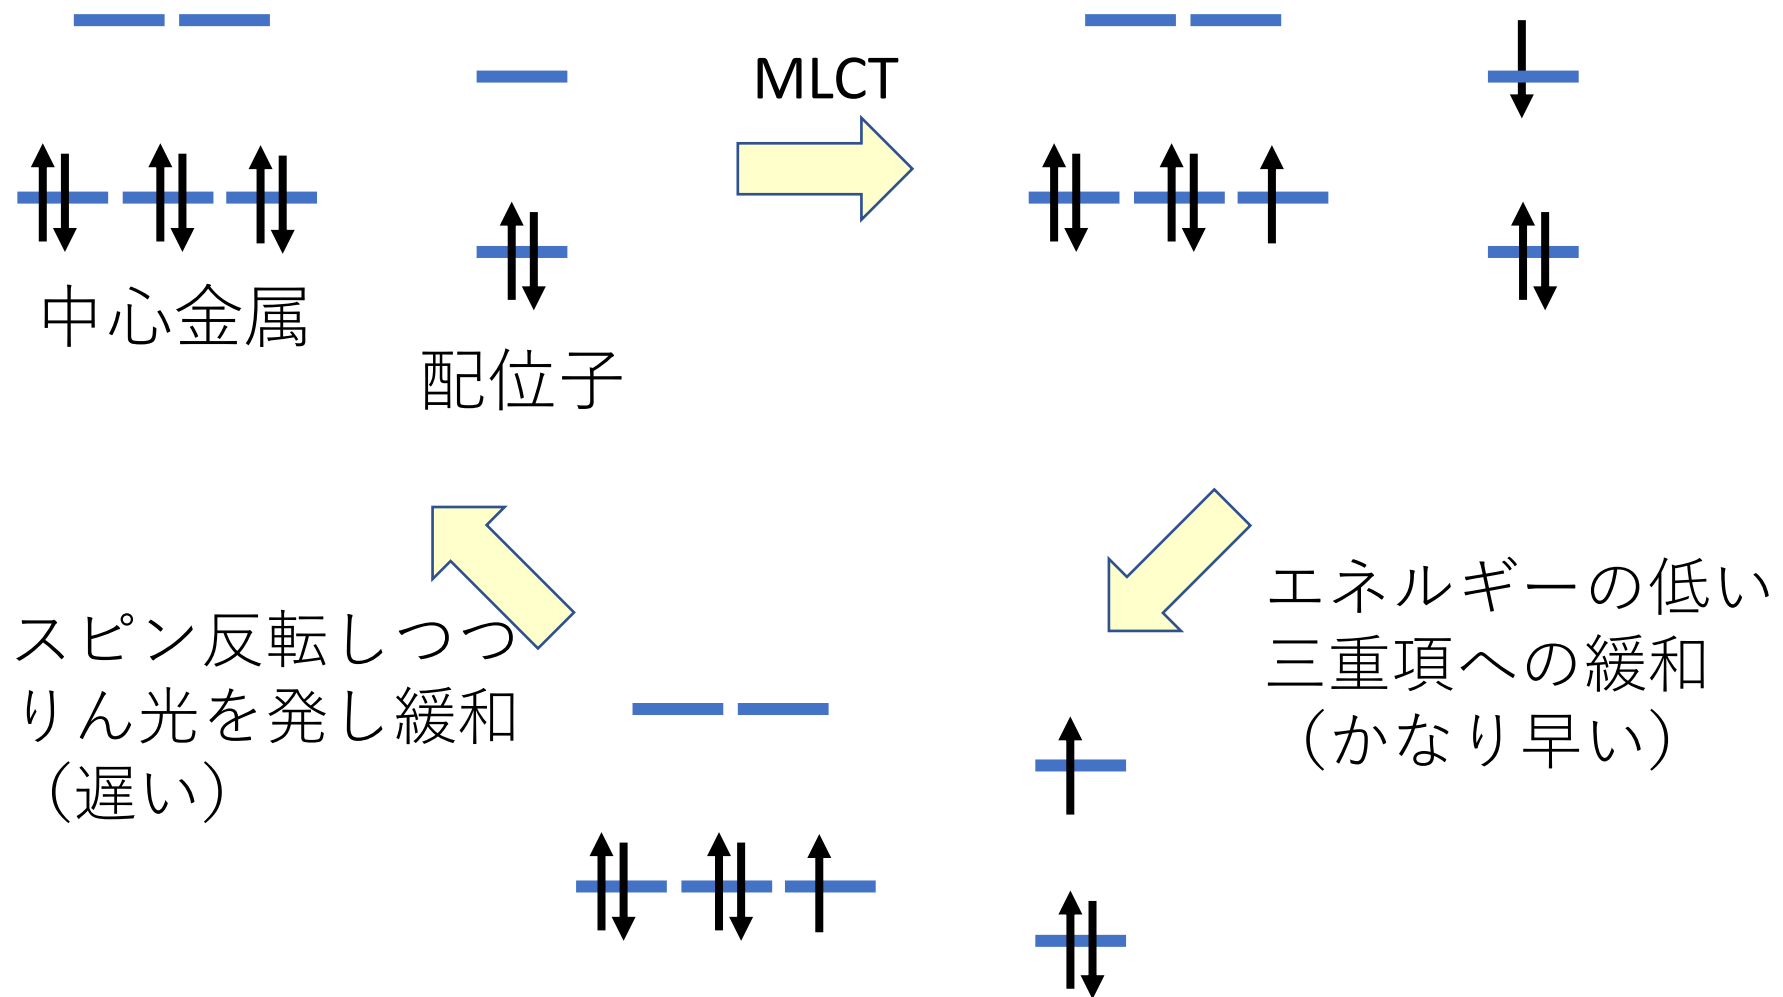 MLCT
中心金属
配位子
エネルギーの低い
三重項への緩和
（かなり早い）
スピン反転しつつ
りん光を発し緩和
（遅い）